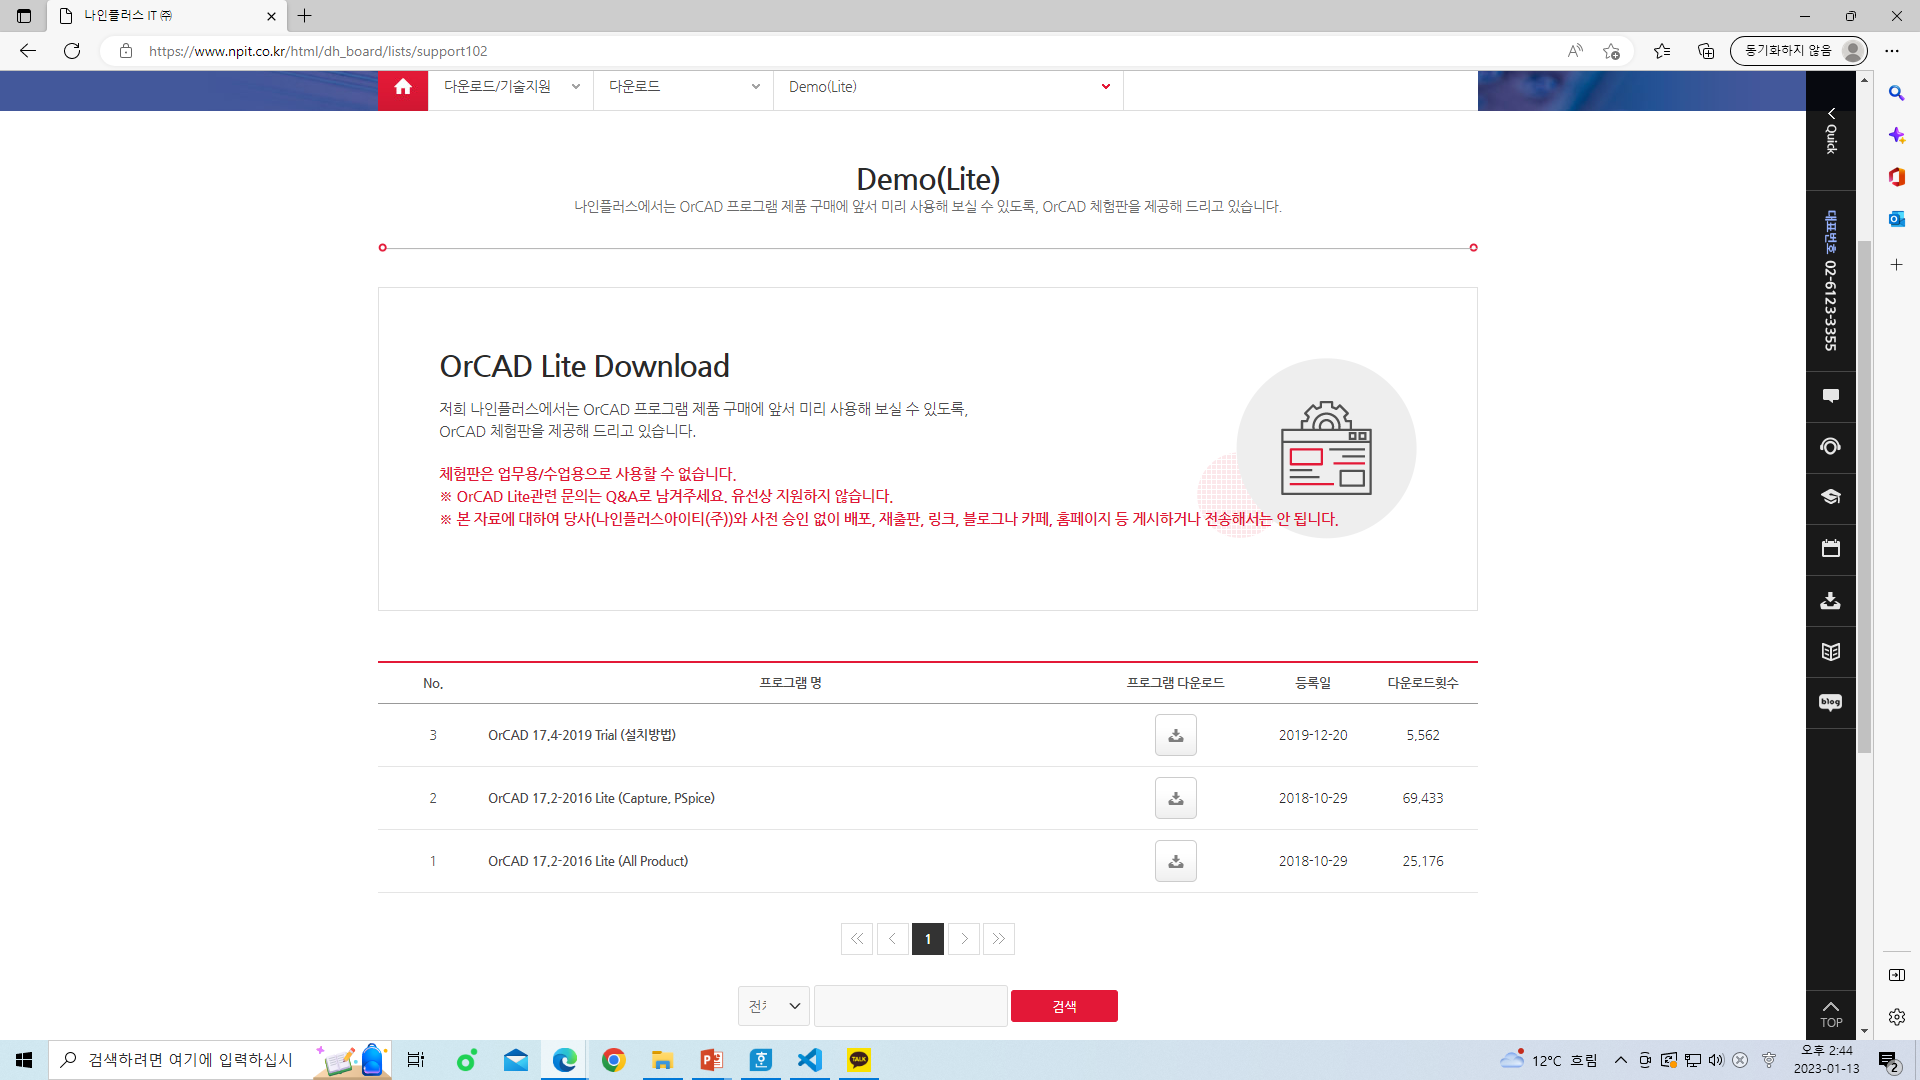 나인플러스 IT ㈜
https://www.npit.co.kr/html/dh_board/lists/support102
동기화하지 않음
다운로드/기술지원
다운로드
Demo(Lite)
Quick
Demo(Lite)
나인플러스에서는 OrCAD 프로그램 제품 구매에 앞서 미리 사용해 보실 수 있도록, OrCAD 체험판을 제공해 드리고 있습니다.
대표번호 02-6123-3355
OrCAD Lite Download
저희 나인플러스에서는 OrCAD 프로그램 제품 구매에 앞서 미리 사용해 보실 수 있도록,
OrCAD 체험판을 제공해 드리고 있습니다.
체험판은 업무용/수업용으로 사용할 수 없습니다.
※ OrCAD Lite관련 문의는 Q&A로 남겨주세요. 유선상 지원하지 않습니다.
※ 본 자료에 대하여 당사(나인플러스아이티(주))와 사전 승인 없이 배포, 재출판, 링크, 블로그나 카페, 홈페이지 등 게시하거나 전송해서는 안 됩니다.
blog
No. 프로그램 명 프로그램 다운로드 등록일 다운로드횟수
3 OrCAD 17.4-2019 Trial (설치방법) 2019-12-20 5,562
2 OrCAD 17.2-2016 Lite (Capture, PSpice) 2018-10-29 69,433
1 OrCAD 17.2-2016 Lite (All Product) 2018-10-29 25,176
1
검색
TOP
검색하려면 여기에 입력하십시
TALK
12°C 흐림
오후 2:44
2023-01-13
2